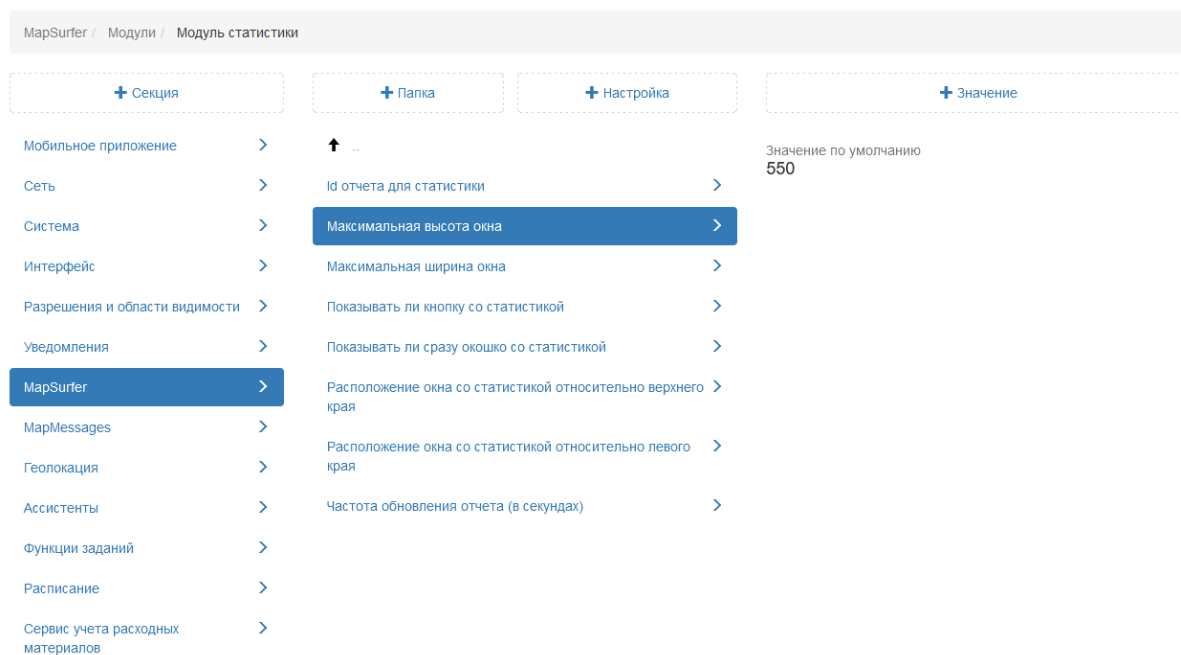 MapSurfer / Модули / Модуль статистики
+ Секция
+ Папка
+ Настройка
+ Значение
Мобильное приложение
Сеть
Система
Интерфейс
Разрешения и области видимости
Уведомления
MapSurfer
MapMessages
Геолокация
Ассистенты
Функции заданий
Расписание
Сервис учета расходных
материалов
..
Id отчета для статистики
Максимальная высота окна
Максимальная ширина окна
Показывать ли кнопку со статистикой
Показывать ли сразу окошко со статистикой
Расположение окна со статистикой относительно верхнего
края
Расположение окна со статистикой относительно левого
края
Частота обновления отчета (в секундах)
Значение по умолчанию
550